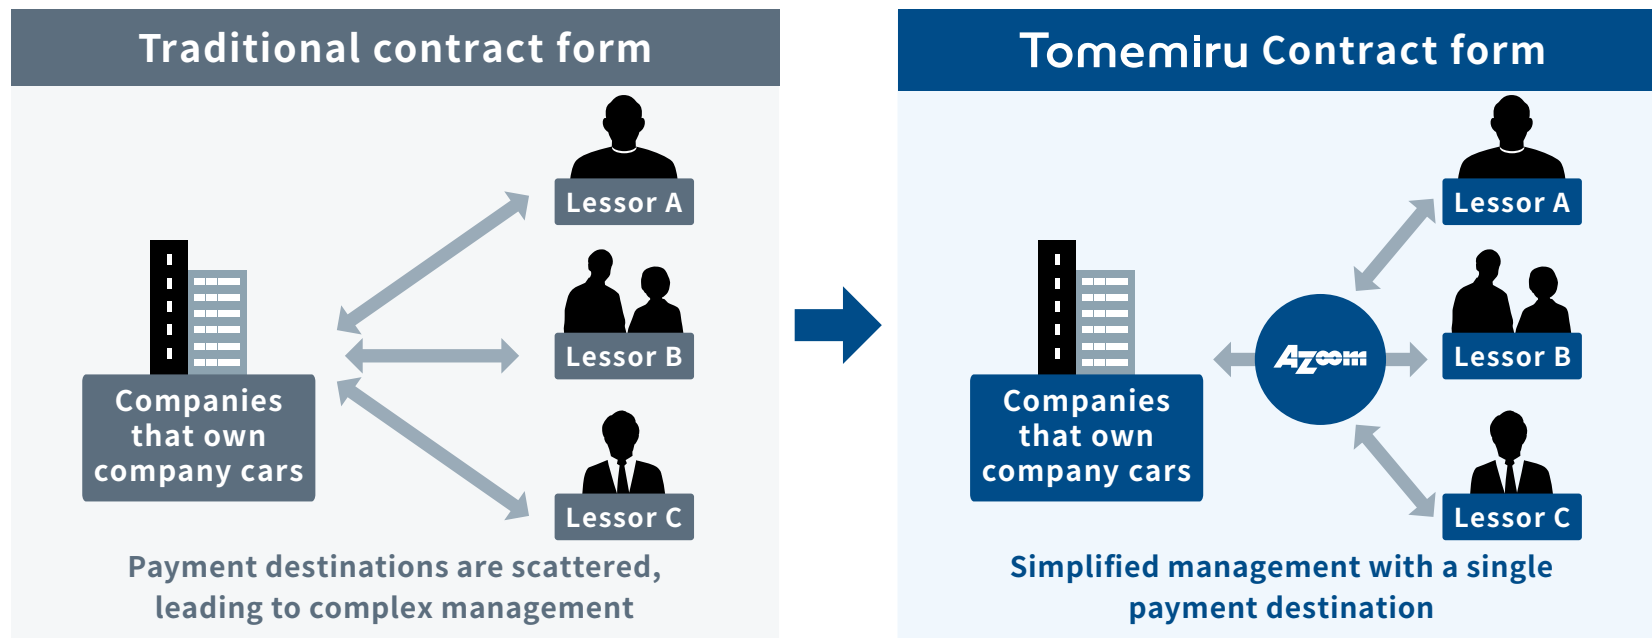 Traditional contract form
Lessor A
Lessor B
Companies
that own
company cars
Lessor C
Payment destinations are scattered,
leading to complex management
Tomemiru Contract form
Lessor A
Lessor B
Azoom
Companies
that own
company cars
Lessor C
Simplified management with a single
payment destination